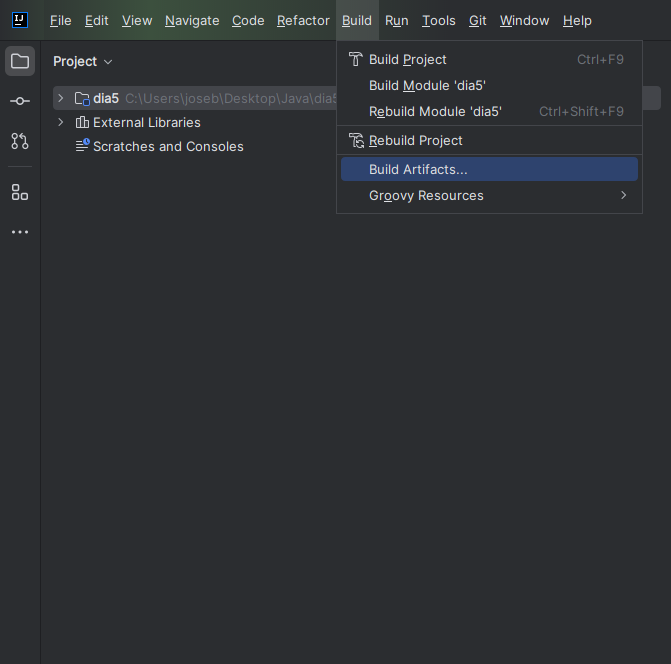 IJ
File Edit View Navigate Code Refactor Build Run Tools Git Window Help
Project
dia5 C:\Users\joseb\Desktop\Java\dia5
External Libraries
Scratches and Consoles
Build Project Ctrl+F9
Build Module 'dia5'
Rebuild Module 'dia5' Ctrl+Shift+F9
Rebuild Project
Build Artifacts...
Groovy Resources